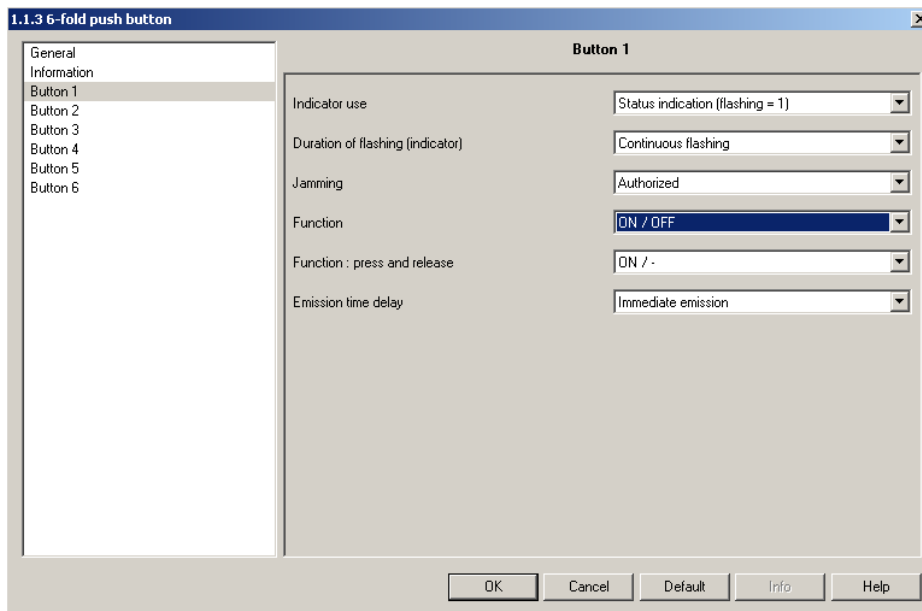 1.1.3 6-fold push button
General
Information
Button 1
Button 2
Button 3
Button 4
Button 5
Button 6
Button 1
Indicator use
Status indication (flashing = 1)
Duration of flashing (indicator)
Continuous flashing
Jamming
Authorized
Function
ON / OFF
Function : press and release
ON / -
Emission time delay
Immediate emission
OK
Cancel
Default
Info
Help